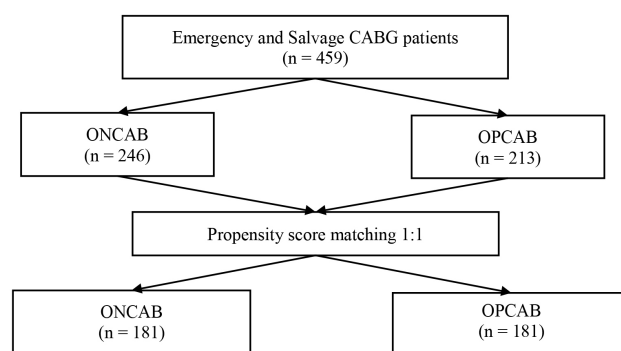 Emergency and Salvage CABG patients
(n = 459)
ONCAB
(n = 246)
OPCAB
(n = 213)
Propensity score matching 1:1
ONCAB
(n = 181)
OPCAB
(n = 181)